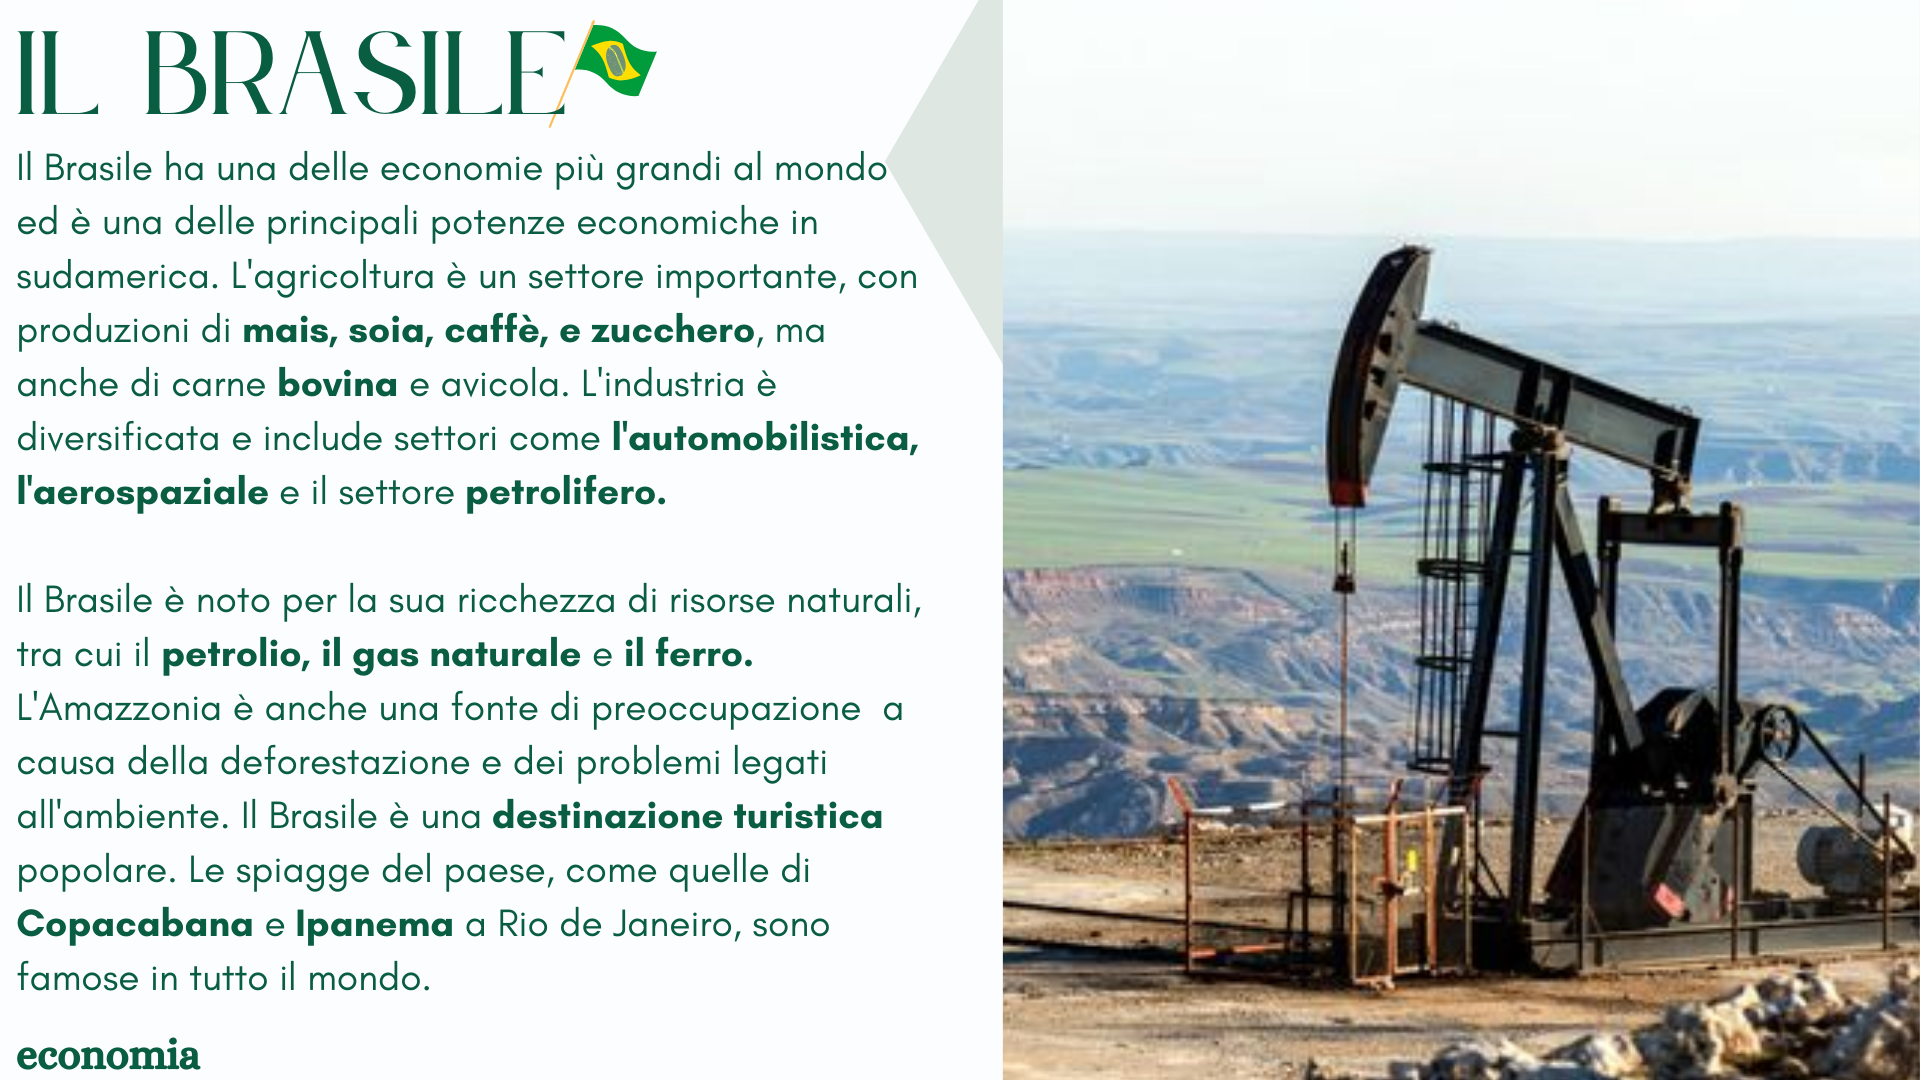 IL BRASILE
Il Brasile ha una delle economie più grandi al mondo
ed è una delle principali potenze economiche in
sudamerica. L'agricoltura è un settore importante, con
produzioni di mais, soia, caffè, e zucchero, ma
anche di carne bovina e avicola. L'industria è
diversificata e include settori come l'automobilistica,
l'aerospaziale e il settore petrolifero.
Il Brasile è noto per la sua ricchezza di risorse naturali,
tra cui il petrolio, il gas naturale e il ferro.
L'Amazzonia è anche una fonte di preoccupazione  a
causa della deforestazione e dei problemi legati
all'ambiente. Il Brasile è una destinazione turistica
popolare. Le spiagge del paese, come quelle di
Copacabana e Ipanema a Rio de Janeiro, sono
famose in tutto il mondo.
economia